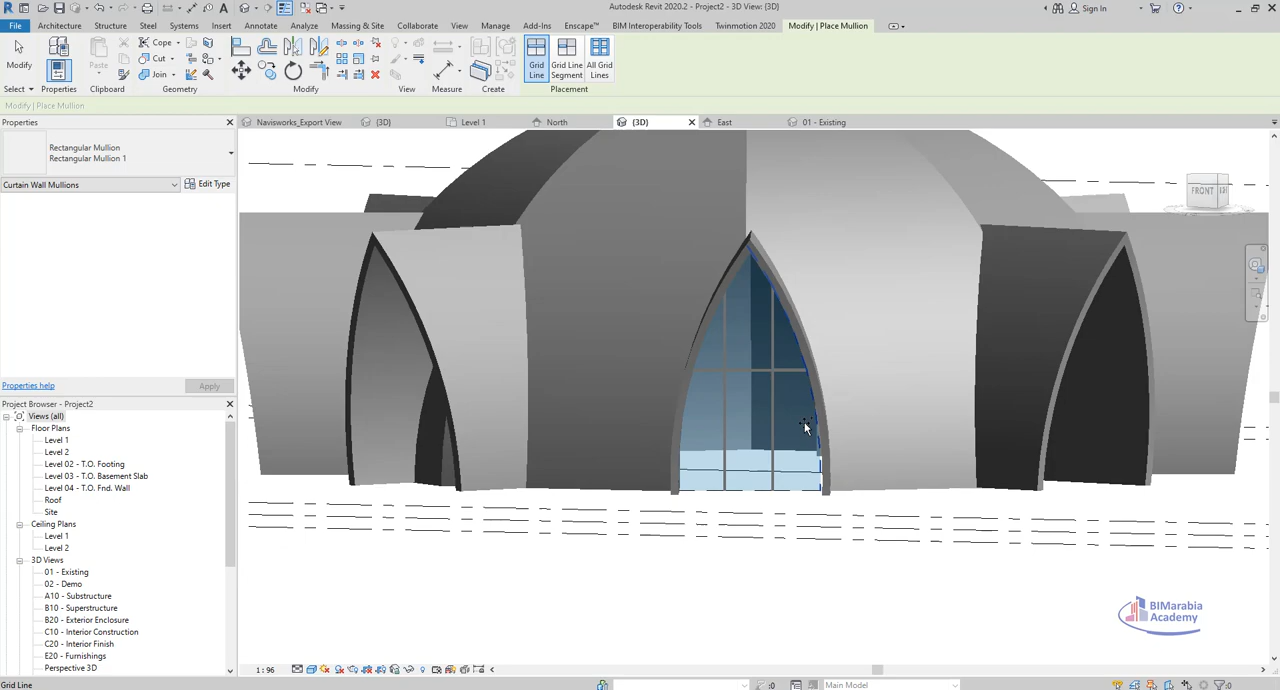 Autodesk Revit 2020.2 - Project2 - 3D View: {3D}
Sign In
File Architecture Structure Steel Systems Insert Annotate Analyze Massing & Site Collaborate View Manage Add-Ins Enscape™ BIM Interoperability Tools Twinmotion 2020 Modify | Place Mullion
Modify Paste Cope Cut Join Grid Line Grid Line Segment All Grid Lines
Select Properties Clipboard Geometry Modify View Measure Create Placement
Modify | Place Mullion
Properties
Navisworks_Export View {3D} Level 1 North {3D} East 01 - Existing
Rectangular Mullion
Rectangular Mullion 1
Curtain Wall Mullions Edit Type
FRONT
Properties help Apply
Project Browser - Project2
Views (all)
Floor Plans
Level 1
Level 2
Level 02 - T.O. Footing
Level 03 - T.O. Basement Slab
Level 04 - T.O. Fnd. Wall
Roof
Site
Ceiling Plans
Level 1
Level 2
3D Views
01 - Existing
02 - Demo
A10 - Substructure
B10 - Superstructure
B20 - Exterior Enclosure
C10 - Interior Construction
C20 - Interior Finish
E20 - Furnishings
Perspective 3D
BIMarabia
Academy
1 : 96
Grid Line :0 Main Model :0